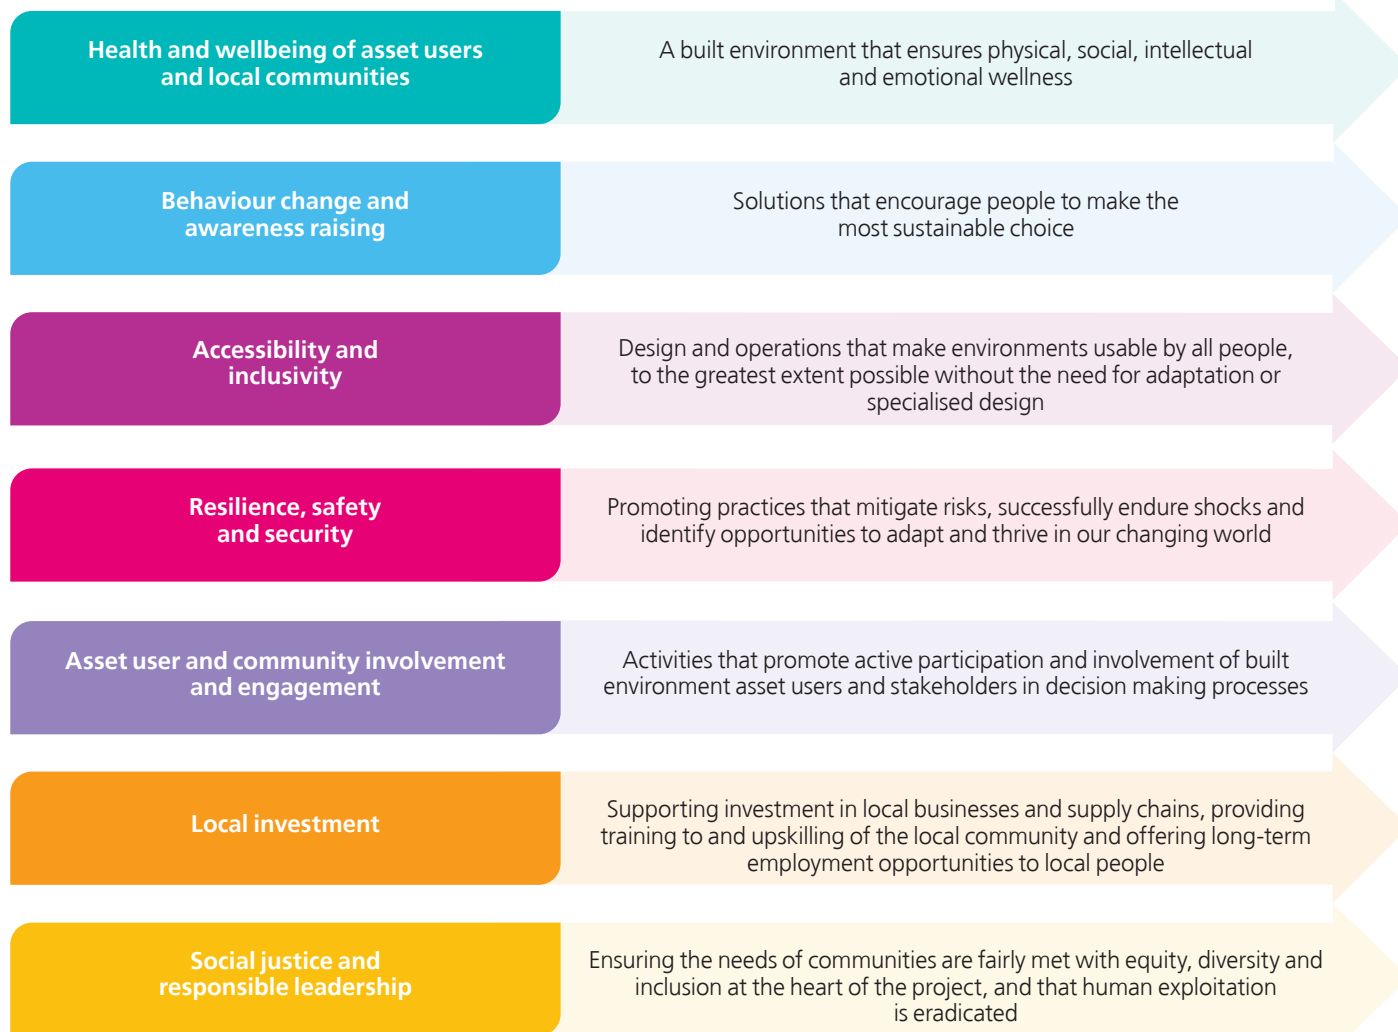 Health and wellbeing of asset users
and local communities
A built environment that ensures physical, social, intellectual
and emotional wellness
Behaviour change and
awareness raising
Solutions that encourage people to make the
most sustainable choice
Accessibility and
inclusivity
Design and operations that make environments usable by all people,
to the greatest extent possible without the need for adaptation or
specialised design
Resilience, safety
and security
Promoting practices that mitigate risks, successfully endure shocks and
identify opportunities to adapt and thrive in our changing world
Asset user and community involvement
and engagement
Activities that promote active participation and involvement of built
environment asset users and stakeholders in decision making processes
Local investment
Supporting investment in local businesses and supply chains, providing
training to and upskilling of the local community and offering long-term
employment opportunities to local people
Social justice and
responsible leadership
Ensuring the needs of communities are fairly met with equity, diversity and
inclusion at the heart of the project, and that human exploitation
is eradicated